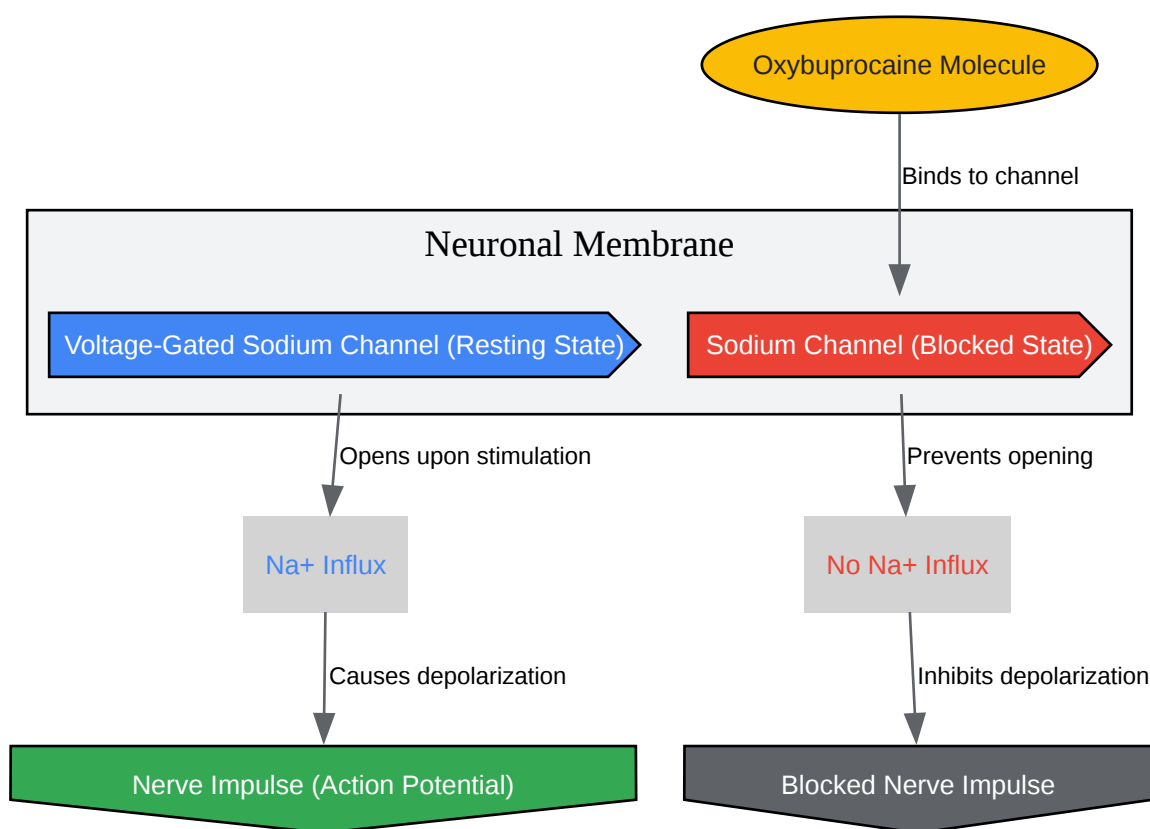 Oxybuprocaine Molecule
Binds to channel
Neuronal Membrane
Voltage-Gated Sodium Channel (Resting State)
Sodium Channel (Blocked State)
Opens upon stimulation
Prevents opening
Na+ Influx
No Na+ Influx
Causes depolarization
Inhibits depolarization
Nerve Impulse (Action Potential)
Blocked Nerve Impulse